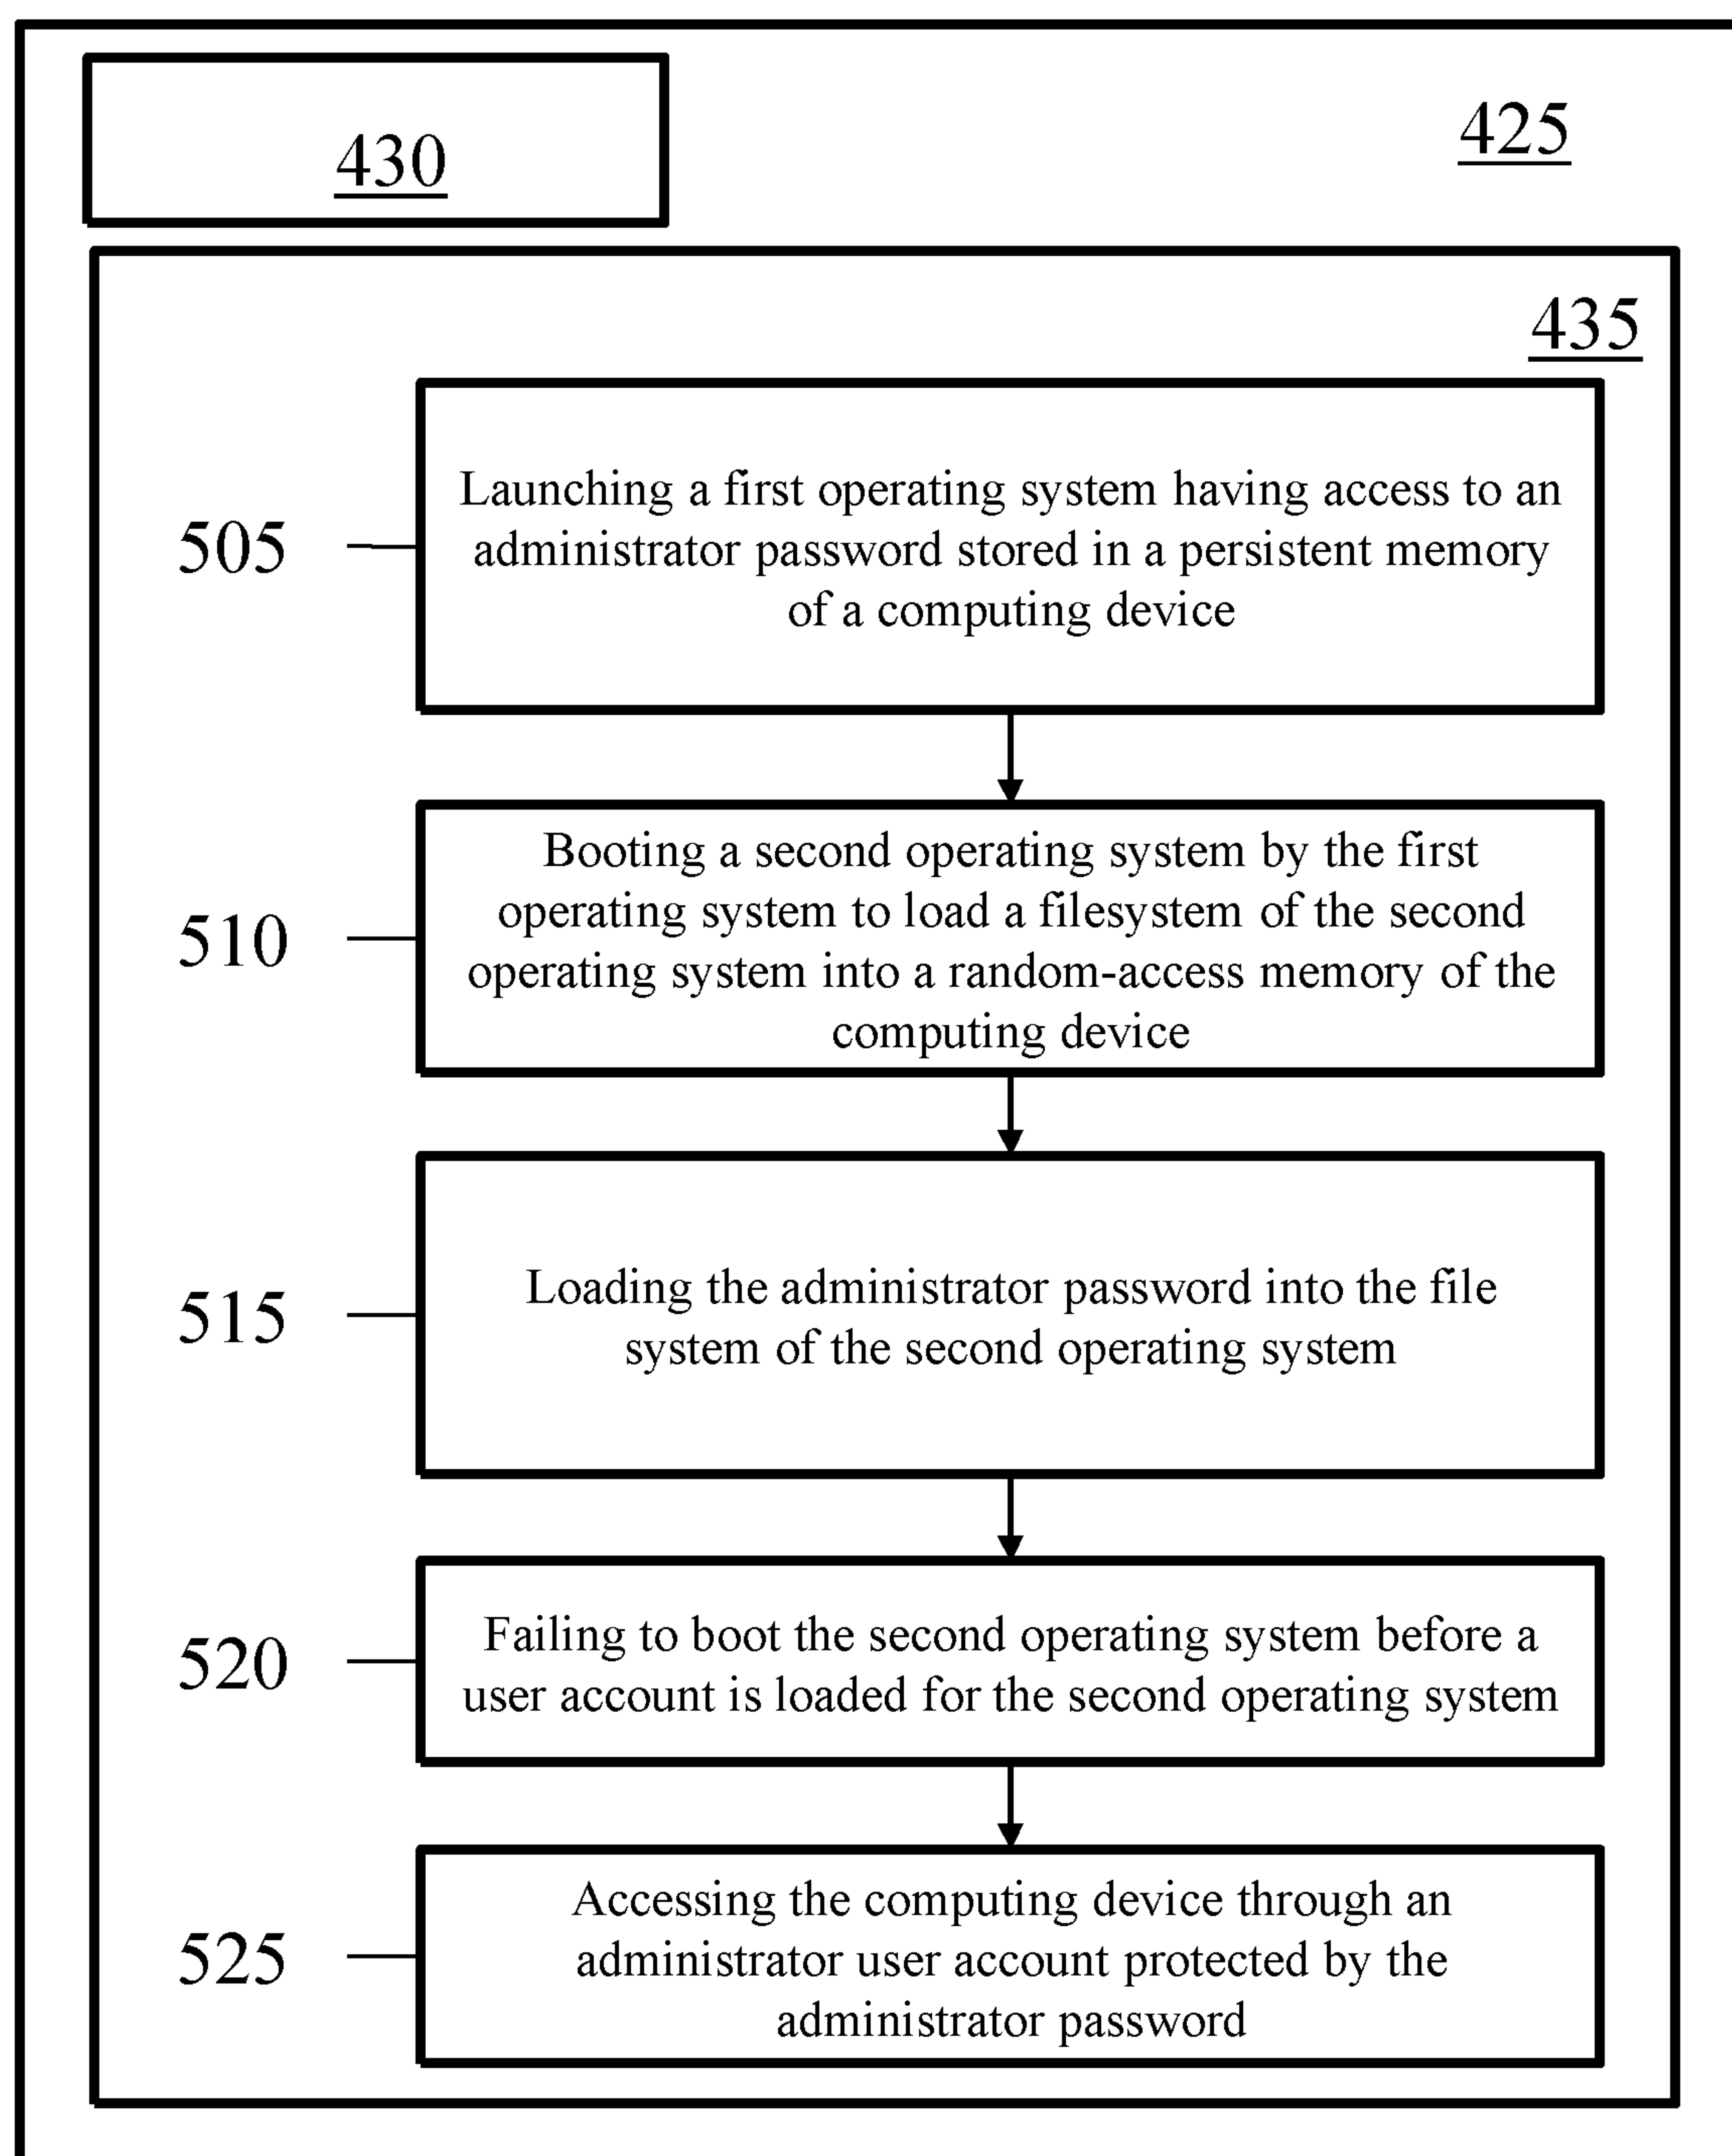 430
425
435
505
Launching a first operating system having access to an
administrator password stored in a persistent memory
of a computing device
510
Booting a second operating system by the first
operating system to load a filesystem of the second
operating system into a random-access memory of the
computing device
515
Loading the administrator password into the file
system of the second operating system
520
Failing to boot the second operating system before a
user account is loaded for the second operating system
525
Accessing the computing device through an
administrator user account protected by the
administrator password